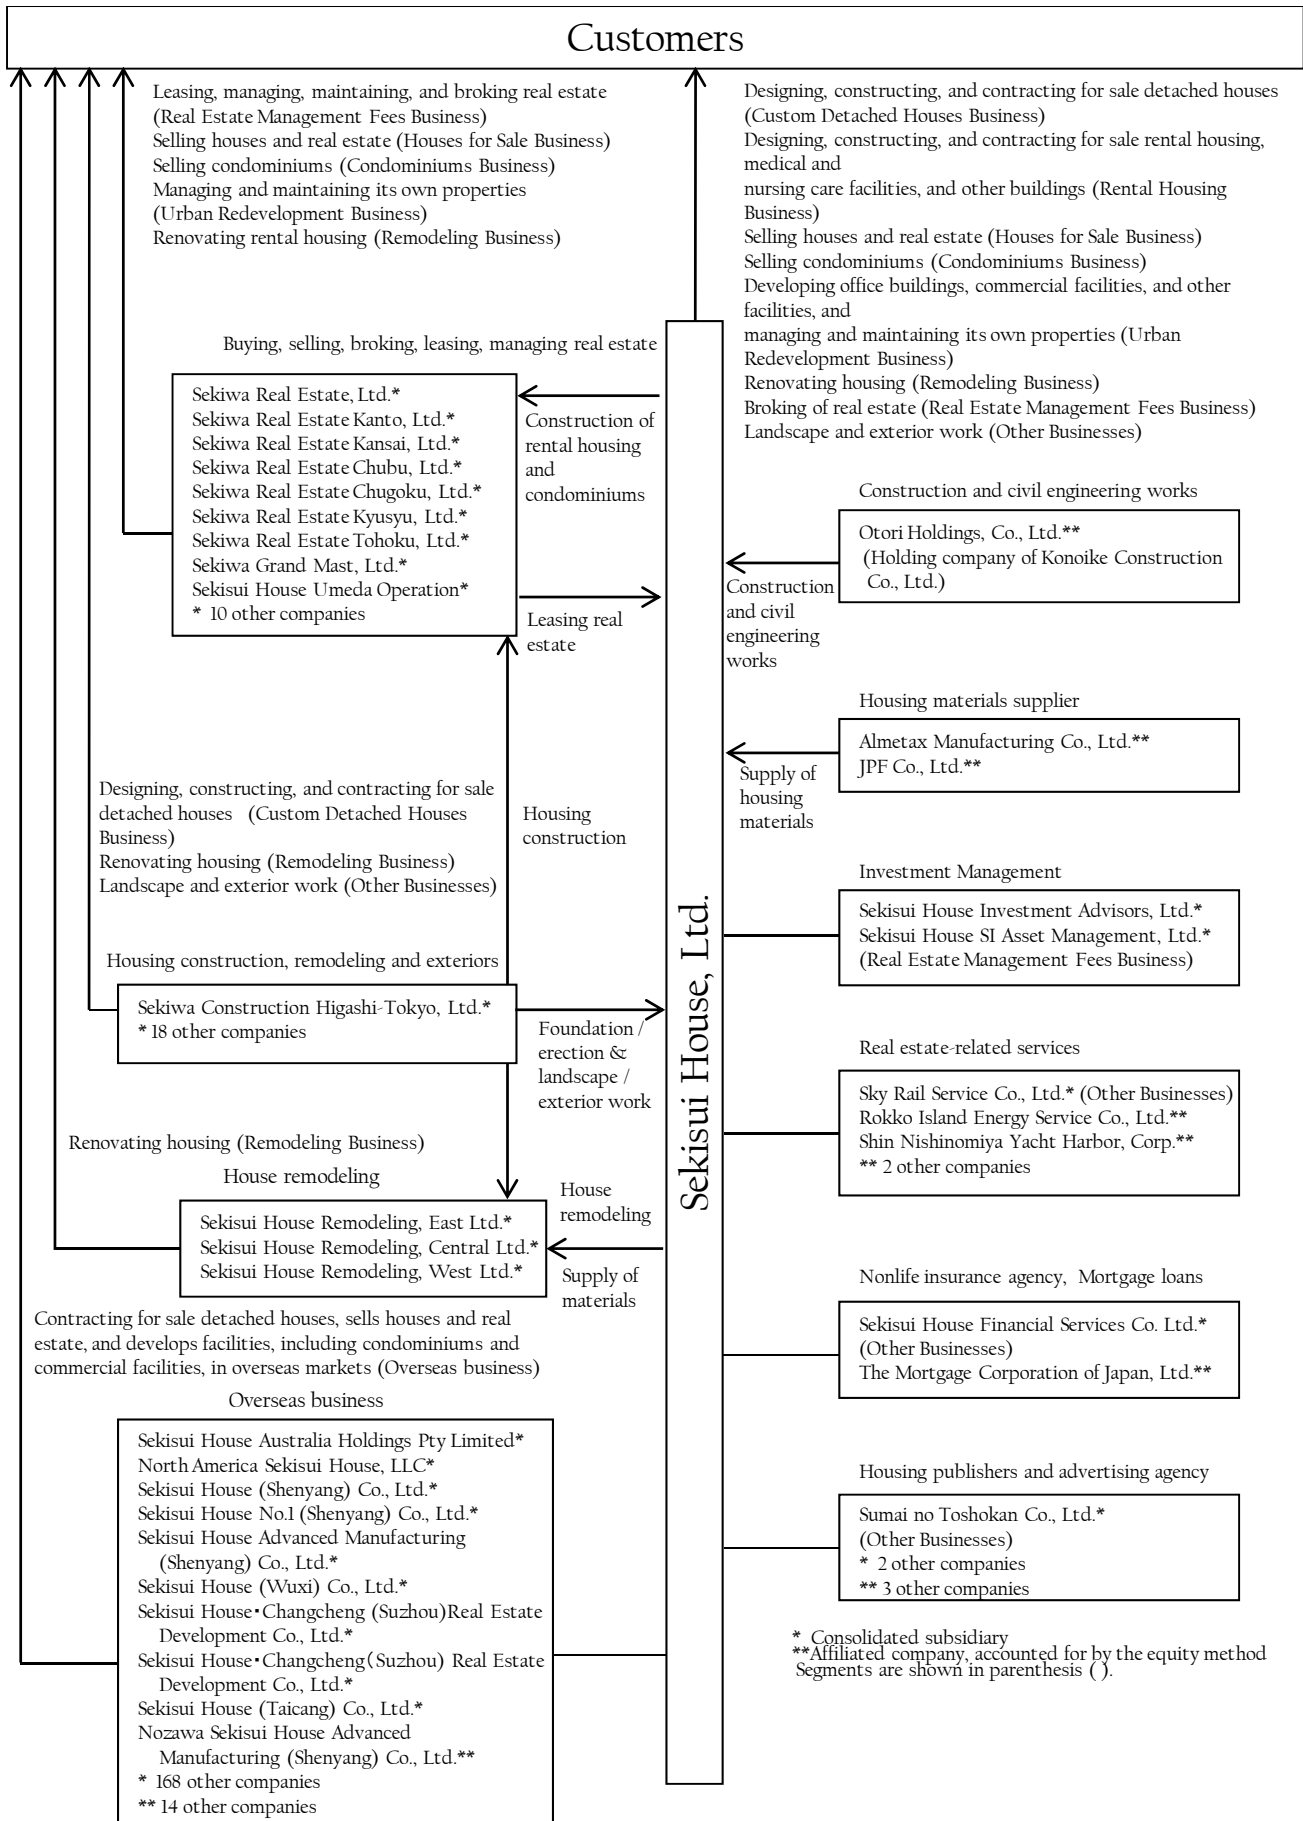 Customers
Leasing, managing, maintaining, and broking real estate
(Real Estate Management Fees Business)
Selling houses and real estate (Houses for Sale Business)
Selling condominiums (Condominiums Business)
Managing and maintaining its own properties
(Urban Redevelopment Business)
Renovating rental housing (Remodeling Business)
Designing, constructing, and contracting for sale detached houses
(Custom Detached Houses Business)
Designing, constructing, and contracting for sale rental housing,
medical and
nursing care facilities, and other buildings (Rental Housing
Business)
Selling houses and real estate (Houses for Sale Business)
Selling condominiums (Condominiums Business)
Developing office buildings, commercial facilities, and other
facilities, and
managing and maintaining its own properties (Urban
Redevelopment Business)
Renovating housing (Remodeling Business)
Broking of real estate (Real Estate Management Fees Business)
Landscape and exterior work (Other Businesses)
Buying, selling, broking, leasing, managing real estate
Sekiwa Real Estate, Ltd.*
Sekiwa Real Estate Kanto, Ltd.*
Sekiwa Real Estate Kansai, Ltd.*
Sekiwa Real Estate Chubu, Ltd.*
Sekiwa Real Estate Chugoku, Ltd.*
Sekiwa Real Estate Kyusyu, Ltd.*
Sekiwa Real Estate Tohoku, Ltd.*
Sekiwa Grand Mast, Ltd.*
Sekisui House Umeda Operation*
* 10 other companies
Construction of
rental housing
and
condominiums
Leasing real
estate
Sekisui House, Ltd.
Construction and civil engineering works
Otori Holdings, Co., Ltd.**
(Holding company of Konoike Construction
Co., Ltd.)
Construction
and civil
engineering
works
Housing materials supplier
Almetax Manufacturing Co., Ltd.**
JPF Co., Ltd.**
Supply of
housing
materials
Designing, constructing, and contracting for sale
detached houses (Custom Detached Houses
Business)
Renovating housing (Remodeling Business)
Landscape and exterior work (Other Businesses)
Housing
construction
Investment Management
Sekisui House Investment Advisors, Ltd.*
Sekisui House SI Asset Management, Ltd.*
(Real Estate Management Fees Business)
Housing construction, remodeling and exteriors
Sekiwa Construction Higashi-Tokyo, Ltd.*
* 18 other companies
Foundation /
erection &
landscape /
exterior work
Real estate-related services
Sky Rail Service Co., Ltd.* (Other Businesses)
Rokko Island Energy Service Co., Ltd.**
Shin Nishinomiya Yacht Harbor, Corp.**
** 2 other companies
Renovating housing (Remodeling Business)
House remodeling
Sekisui House Remodeling, East Ltd.*
Sekisui House Remodeling, Central Ltd.*
Sekisui House Remodeling, West Ltd.*
House
remodeling
Supply of
materials
Nonlife insurance agency, Mortgage loans
Sekisui House Financial Services Co. Ltd.*
(Other Businesses)
The Mortgage Corporation of Japan, Ltd.**
Contracting for sale detached houses, sells houses and real
estate, and develops facilities, including condominiums and
commercial facilities, in overseas markets (Overseas business)
Overseas business
Sekisui House Australia Holdings Pty Limited*
North America Sekisui House, LLC*
Sekisui House (Shenyang) Co., Ltd.*
Sekisui House No.1 (Shenyang) Co., Ltd.*
Sekisui House Advanced Manufacturing
(Shenyang) Co., Ltd.*
Sekisui House (Wuxi) Co., Ltd.*
Sekisui House・Changcheng (Suzhou)Real Estate
Development Co., Ltd.*
Sekisui House・Changcheng(Suzhou) Real Estate
Development Co., Ltd.*
Sekisui House (Taicang) Co., Ltd.*
Nozawa Sekisui House Advanced
Manufacturing (Shenyang) Co., Ltd.**
* 168 other companies
** 14 other companies
Housing publishers and advertising agency
Sumai no Toshokan Co., Ltd.*
(Other Businesses)
* 2 other companies
** 3 other companies
* Consolidated subsidiary
**Affiliated company, accounted for by the equity method
Segments are shown in parenthesis ( ).